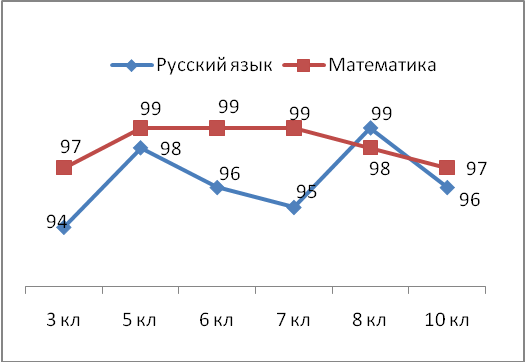 Русский язык Математика
99 99 99 99
97 98 96 95 98 97
94 96
3 кл 5 кл 6 кл 7 кл 8 кл 10 кл